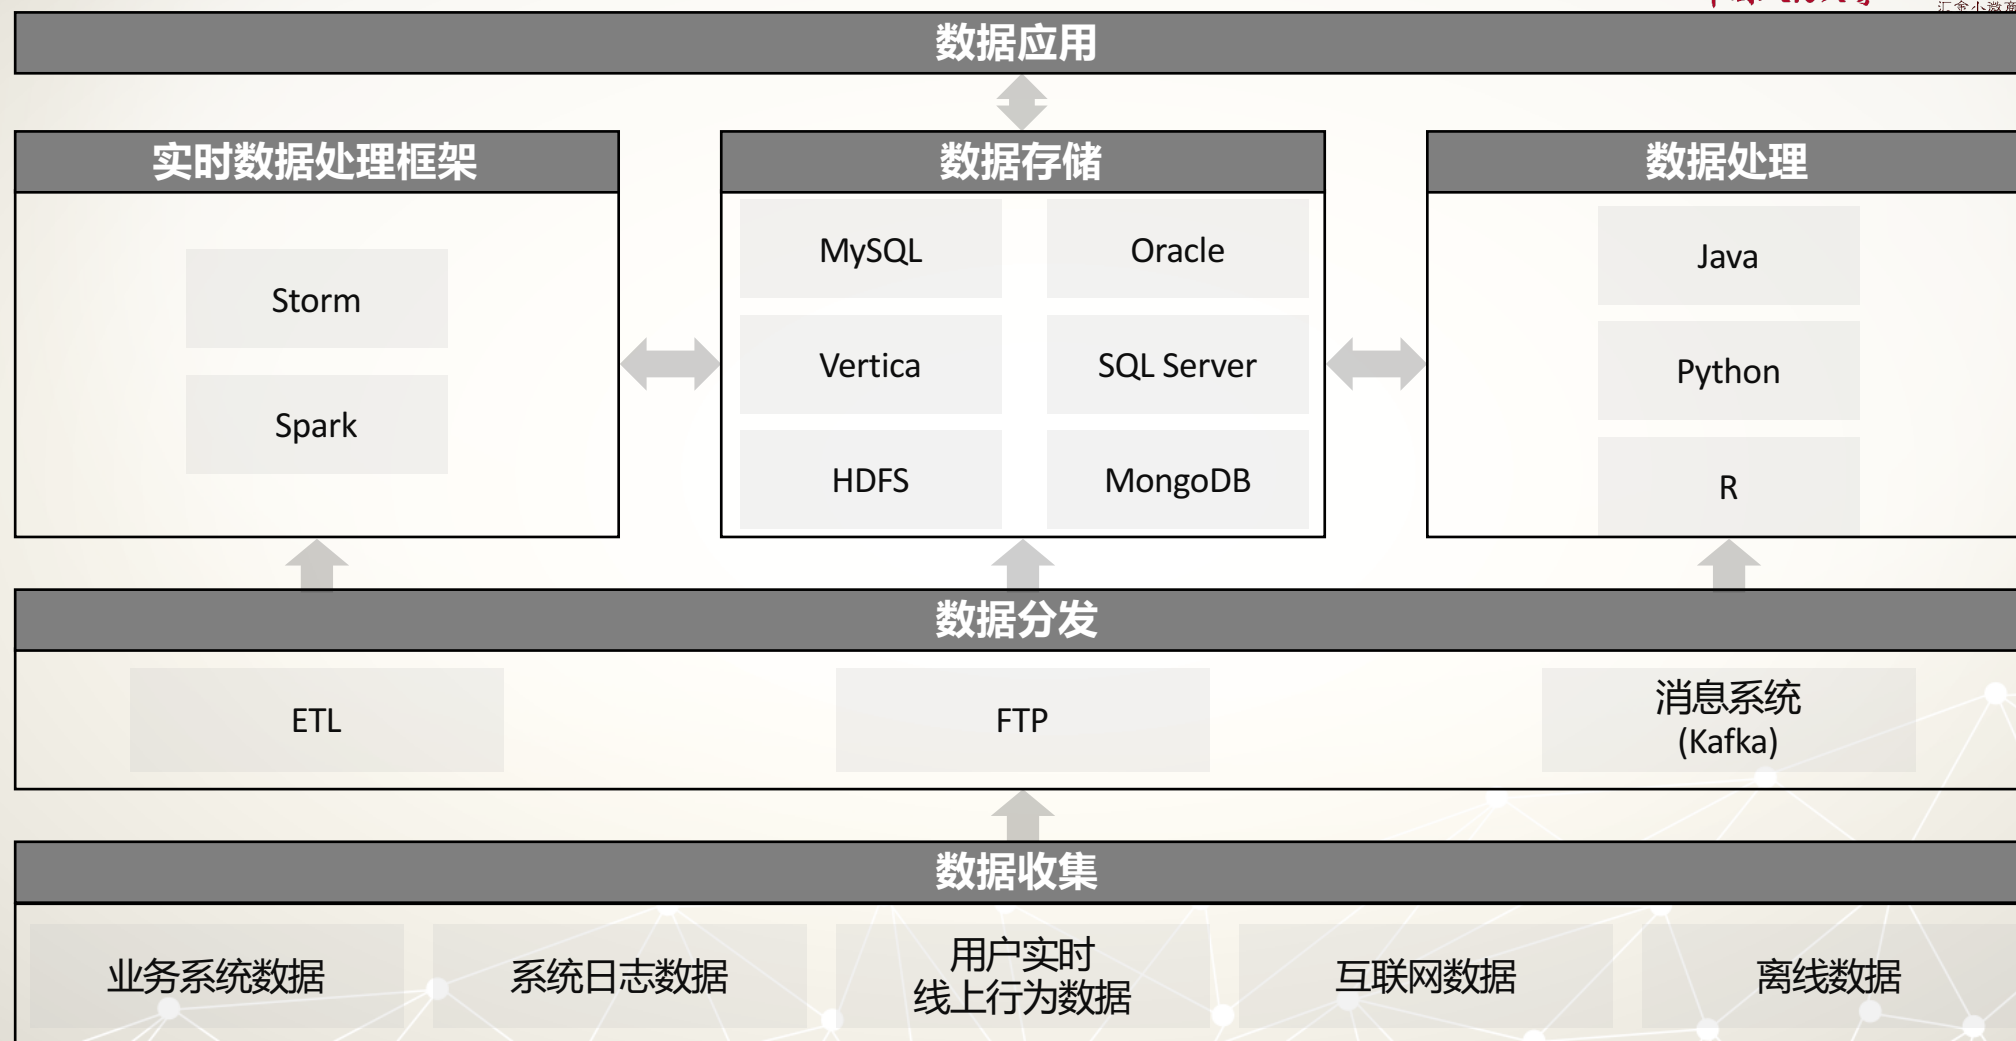 数据应用
实时数据处理框架
Storm
Spark
数据存储
MySQL
Oracle
Vertica
SQL Server
HDFS
MongoDB
数据处理
Java
Python
R
数据分发
ETL
FTP
消息系统
(Kafka)
数据收集
业务系统数据
系统日志数据
用户实时
线上行为数据
互联网数据
离线数据